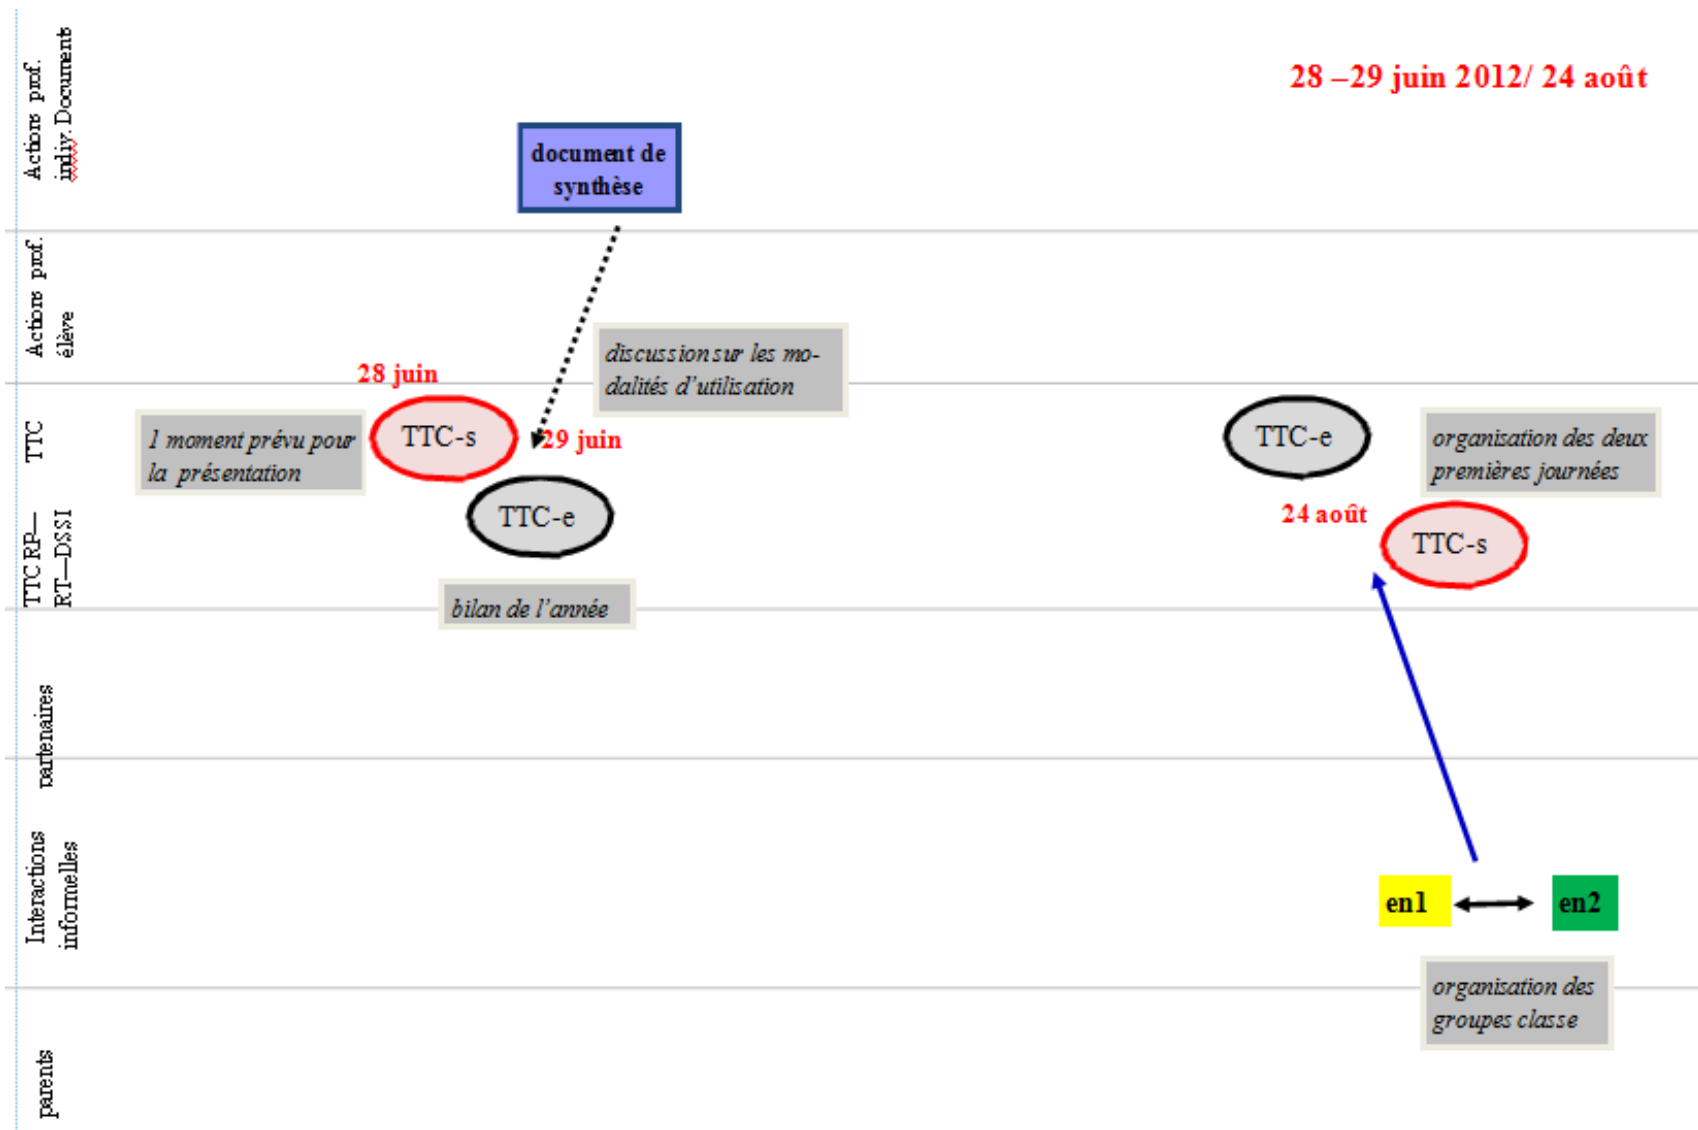 28 –29 juin 2012/ 24 août
Actions prof.
indiv. Documents
document de
synthèse
Actions prof.
élève
discussion sur les mo-
dalités d’utilisation
28 juin
TTC
1 moment prévu pour
la présentation
TTC-s
29 juin
TTC-e
organisation des deux
premières journées
TTC RP—
RT—DSSI
TTC-e
24 août
TTC-s
bilan de l’année
partenaires
Interactions
informelles
en1
en2
organisation des
groupes classe
parents